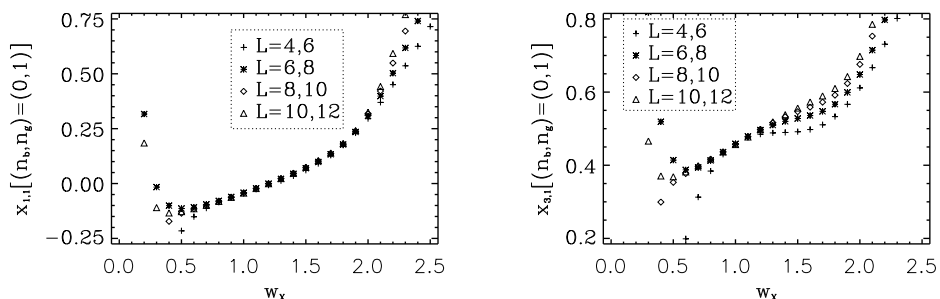 x1,1[(nb,ng)=(0,1)
0.75
0.50
0.25
0.00
−0.25
+ L=4,6
✱ L=6,8
◇ L=8,10
△ L=10,12
0.0 0.5 1.0 1.5 2.0 2.5
wx
x3,1[(nb,ng)=(0,1)
0.8
0.6
0.4
0.2
+ L=4,6
✱ L=6,8
◇ L=8,10
△ L=10,12
0.0 0.5 1.0 1.5 2.0 2.5
wx